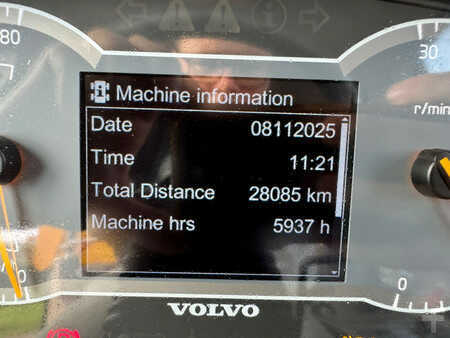 80
30
Machine information
Date 08112025
r/min
Time 11:21
Total Distance 28085 km
Machine hrs 5937 h
0
0
VOLVO